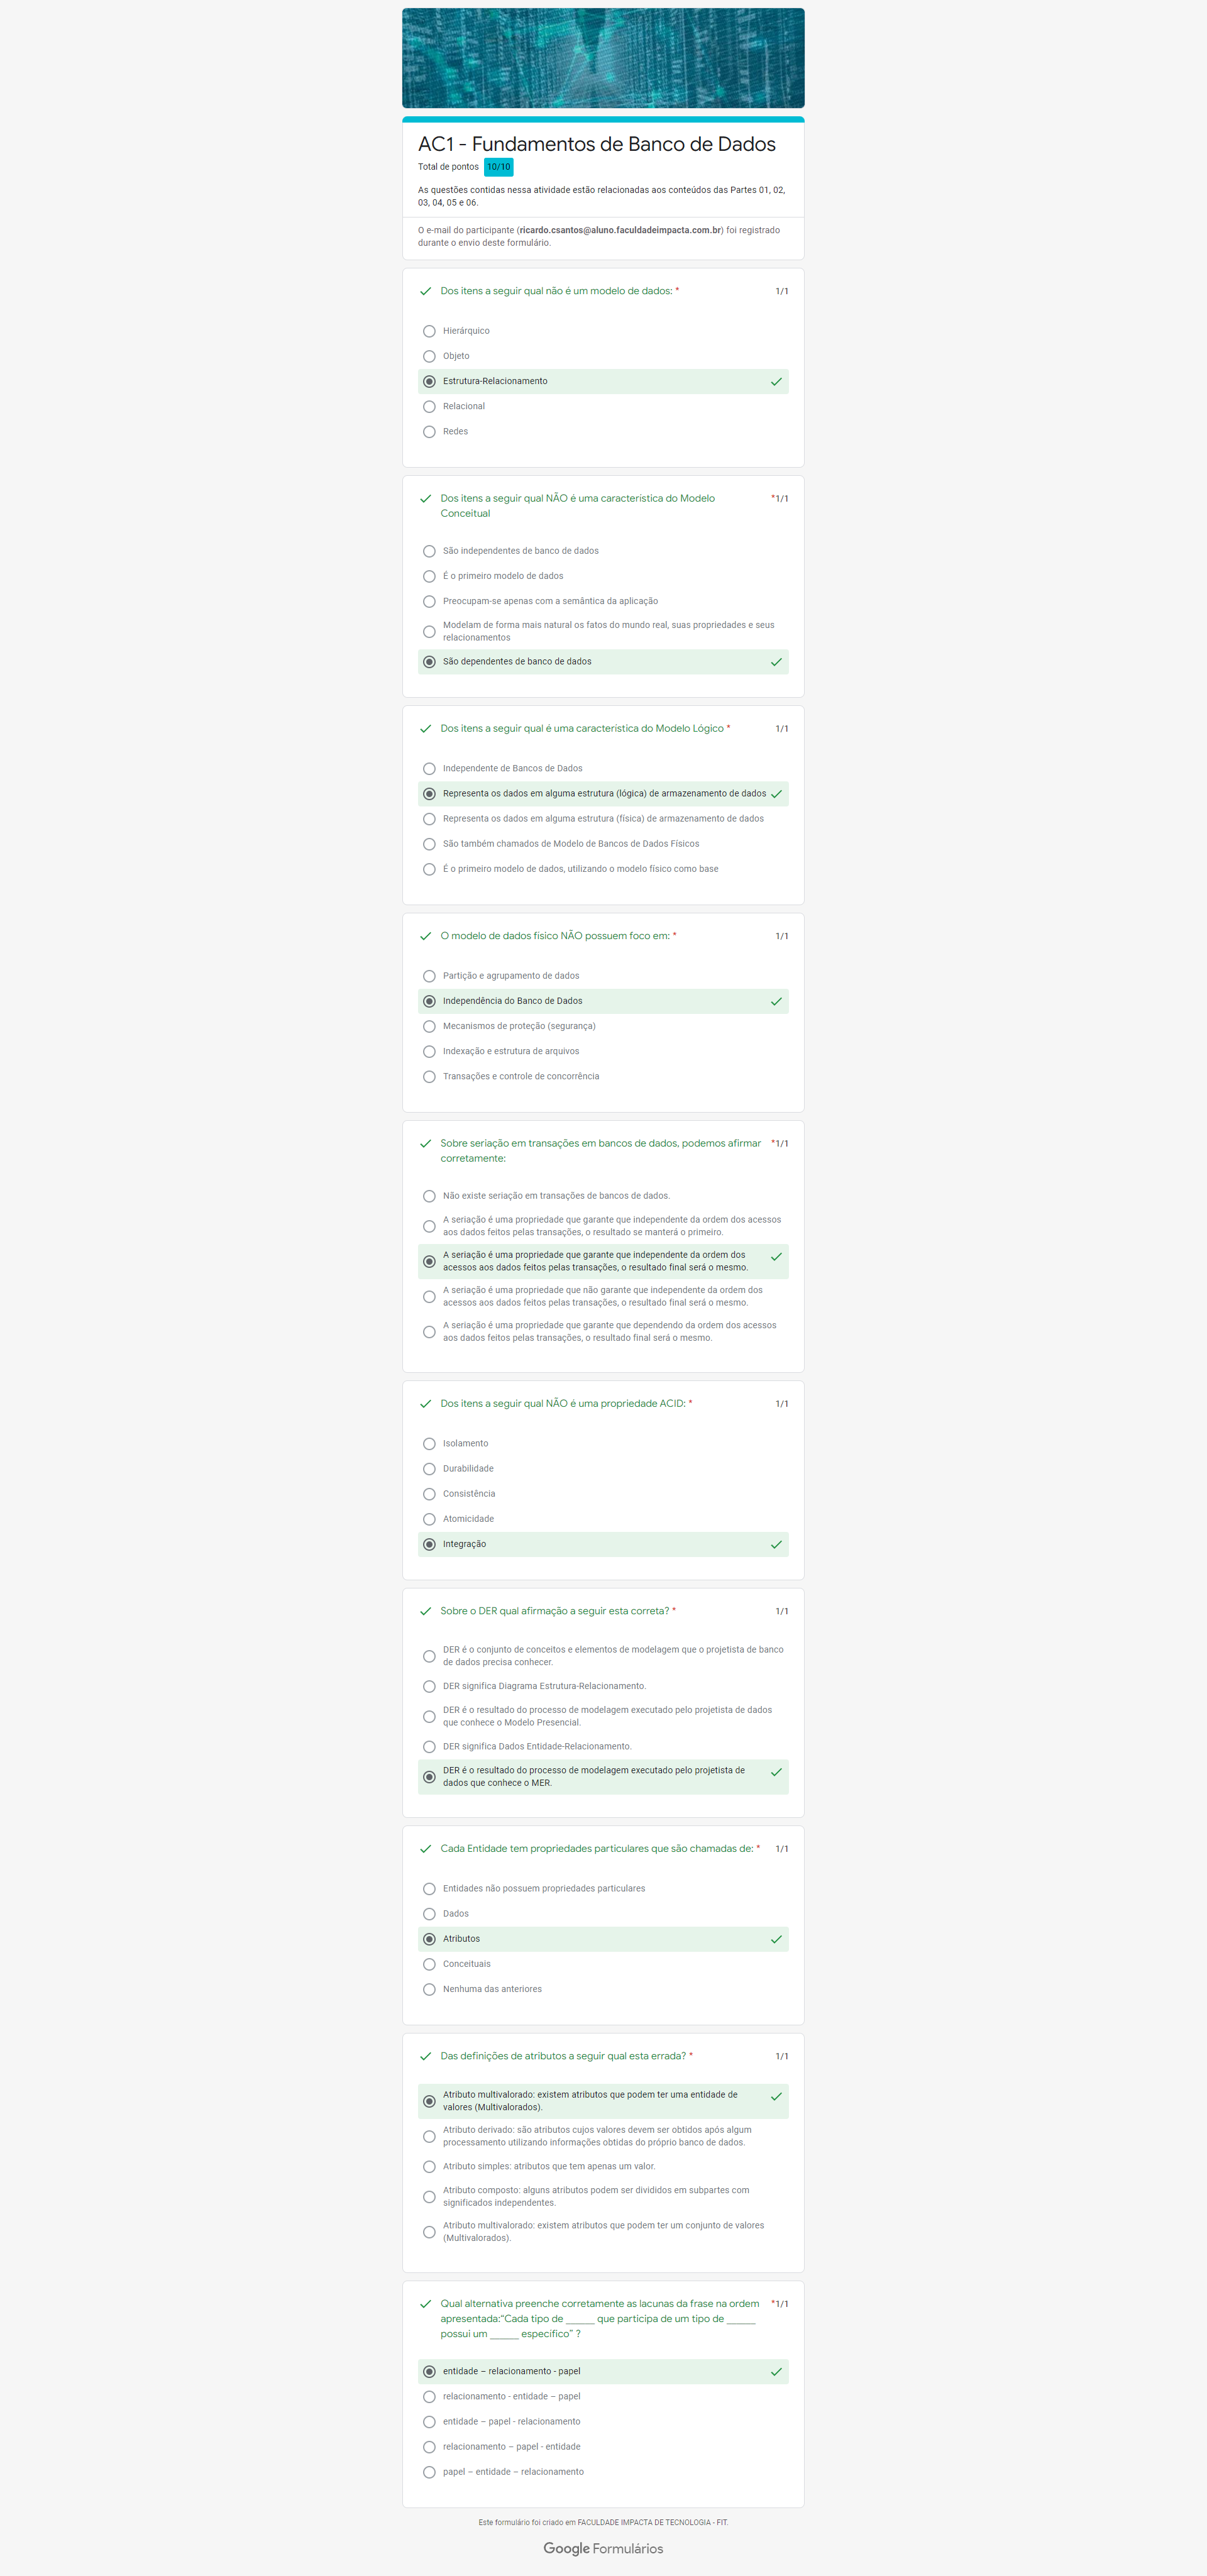 AC1 - Fundamentos de Banco de Dados
Total de pontos 10/10
As questões contidas nessa atividade estão relacionadas aos conteúdos das Partes 01, 02,
03, 04, 05 e 06.
O e-mail do participante (ricardo.csantos@aluno.faculdadeimpacta.com.br) foi registrado
durante o envio deste formulário.
Dos itens a seguir qual não é um modelo de dados: * 1/1
Hierárquico
Objeto
Estrutura-Relacionamento
Relacional
Redes
Dos itens a seguir qual NÃO é uma característica do Modelo *1/1
Conceitual
São independentes de banco de dados
É o primeiro modelo de dados
Preocupam-se apenas com a semântica da aplicação
Modelam de forma mais natural os fatos do mundo real, suas propriedades e seus
relacionamentos
São dependentes de banco de dados
Dos itens a seguir qual é uma característica do Modelo Lógico * 1/1
Independente de Bancos de Dados
Representa os dados em alguma estrutura (lógica) de armazenamento de dados
Representa os dados em alguma estrutura (física) de armazenamento de dados
São também chamados de Modelo de Bancos de Dados Físicos
É o primeiro modelo de dados, utilizando o modelo físico como base
O modelo de dados físico NÃO possuem foco em: * 1/1
Partição e agrupamento de dados
Independência do Banco de Dados
Mecanismos de proteção (segurança)
Indexação e estrutura de arquivos
Transações e controle de concorrência
Sobre seriação em transações em bancos de dados, podemos afirmar *1/1
corretamente:
Não existe seriação em transações de bancos de dados.
A seriação é uma propriedade que garante que independente da ordem dos acessos
aos dados feitos pelas transações, o resultado se manterá o primeiro.
A seriação é uma propriedade que garante que independente da ordem dos
acessos aos dados feitos pelas transações, o resultado final será o mesmo.
A seriação é uma propriedade que não garante que independente da ordem dos
acessos aos dados feitos pelas transações, o resultado final será o mesmo.
A seriação é uma propriedade que garante que dependendo da ordem dos acessos
aos dados feitos pelas transações, o resultado final será o mesmo.
Dos itens a seguir qual NÃO é uma propriedade ACID: * 1/1
Isolamento
Durabilidade
Consistência
Atomicidade
Integração
Sobre o DER qual afirmação a seguir esta correta? * 1/1
DER é o conjunto de conceitos e elementos de modelagem que o projetista de banco
de dados precisa conhecer.
DER significa Diagrama Estrutura-Relacionamento.
DER é o resultado do processo de modelagem executado pelo projetista de dados
que conhece o Modelo Presencial.
DER significa Dados Entidade-Relacionamento.
DER é o resultado do processo de modelagem executado pelo projetista de
dados que conhece o MER.
Cada Entidade tem propriedades particulares que são chamadas de: * 1/1
Entidades não possuem propriedades particulares
Dados
Atributos
Conceituais
Nenhuma das anteriores
Das definições de atributos a seguir qual esta errada? * 1/1
Atributo multivalorado: existem atributos que podem ter uma entidade de
valores (Multivalorados).
Atributo derivado: são atributos cujos valores devem ser obtidos após algum
processamento utilizando informações obtidas do próprio banco de dados.
Atributo simples: atributos que tem apenas um valor.
Atributo composto: alguns atributos podem ser divididos em subpartes com
significados independentes.
Atributo multivalorado: existem atributos que podem ter um conjunto de valores
(Multivalorados).
Qual alternativa preenche corretamente as lacunas da frase na ordem *1/1
apresentada:“Cada tipo de ______ que participa de um tipo de ______
possui um ______ específico” ?
entidade – relacionamento - papel
relacionamento - entidade – papel
entidade – papel - relacionamento
relacionamento – papel - entidade
papel – entidade – relacionamento
Este formulário foi criado em FACULDADE IMPACTA DE TECNOLOGIA - FIT.
Google Formulários